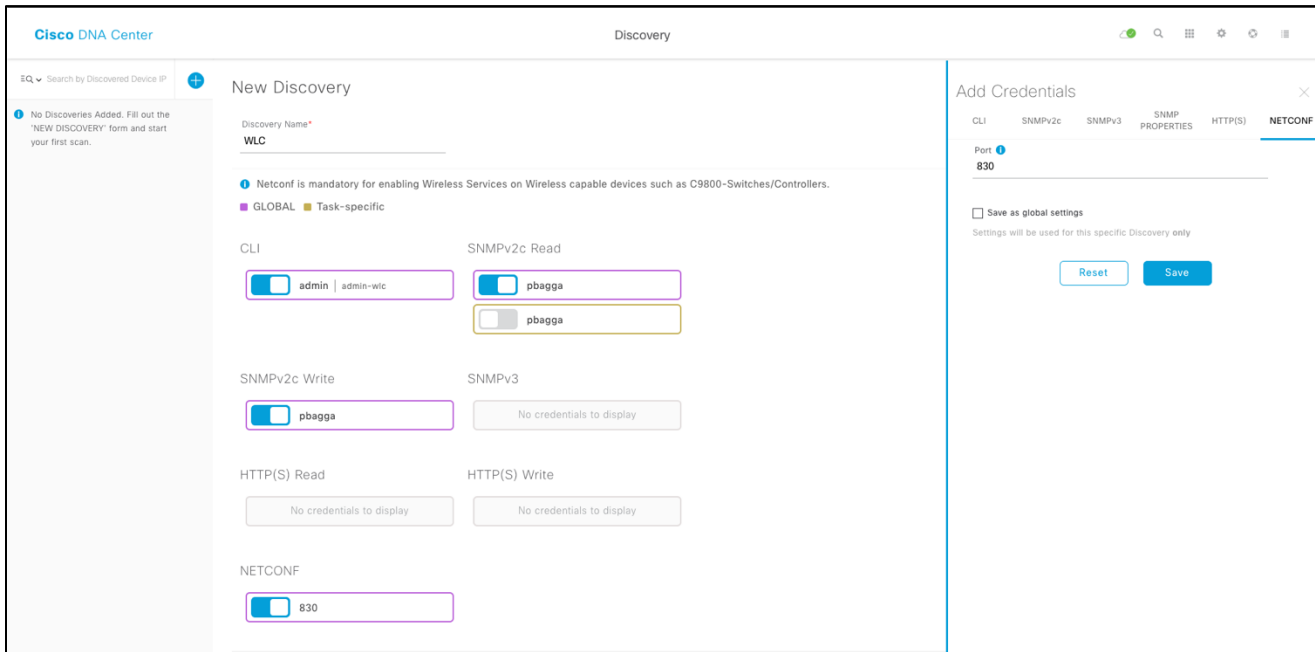 Cisco DNA Center
Discovery
Search by Discovered Device IP
No Discoveries Added. Fill out the
'NEW DISCOVERY' form and start
your first scan.
New Discovery
Discovery Name*
WLC
Netconf is mandatory for enabling Wireless Services on Wireless capable devices such as C9800-Switches/Controllers.
GLOBAL Task-specific
CLI
admin | admin-wlc
SNMPv2c Read
pbagga
pbagga
SNMPv2c Write
pbagga
SNMPv3
No credentials to display
HTTP(S) Read
No credentials to display
HTTP(S) Write
No credentials to display
NETCONF
830
Add Credentials
CLI SNMPv2c SNMPv3 SNMP PROPERTIES HTTP(S) NETCONF
Port
830
Save as global settings
Settings will be used for this specific Discovery only
Reset Save